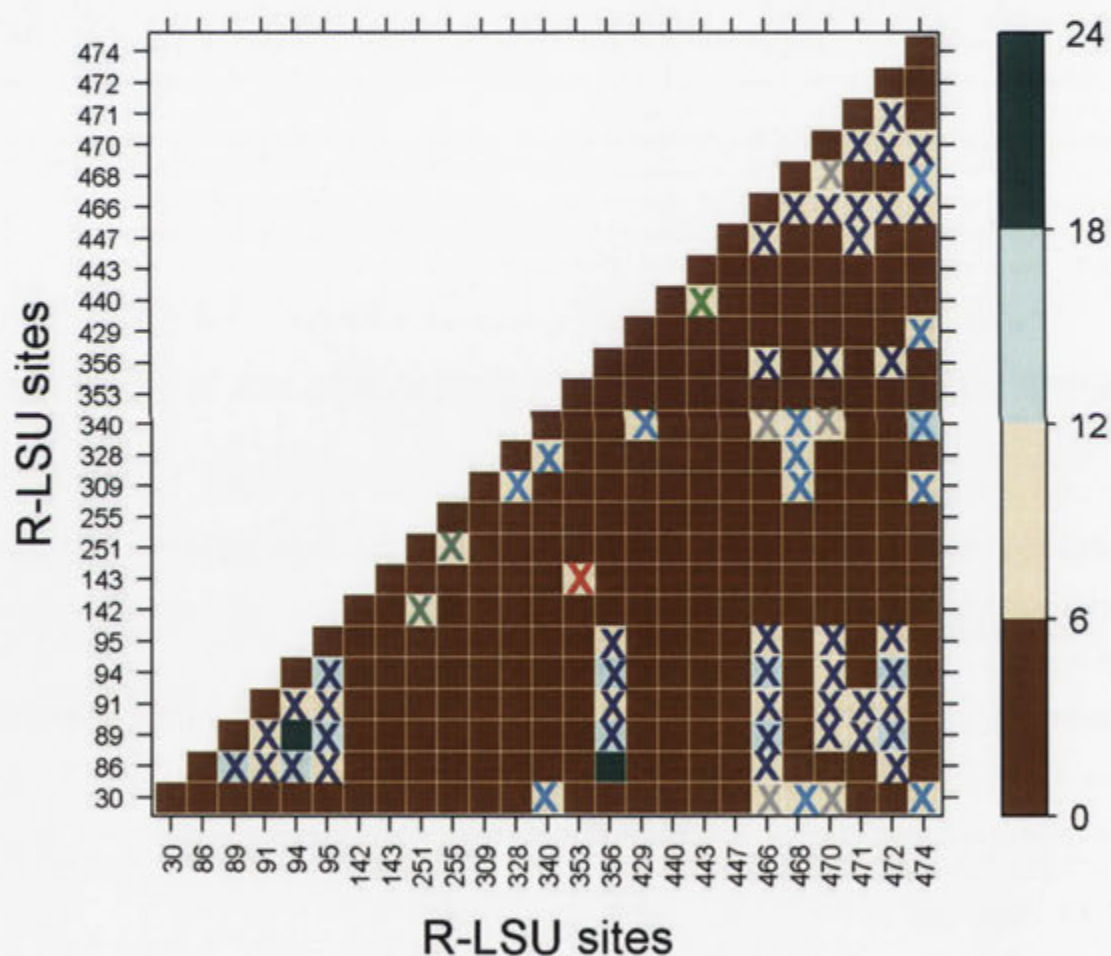 474
472
471
470
468
466
447
443
440
429
356
353
340
328
309
255
251
143
142
95
94
91
89
86
30
R-LSU sites
30 86 89 91 94 95 142 143 251 255 309 328 340 353 356 429 440 443 447 466 468 470 471 472 474
R-LSU sites
24
18
12
6
0
X
X X X
X X
X X X X X
X X
X
X
X X X
X X X X X
X X
X X X
X
X
X
X X X X
X X X X X
X X X X X X X
X X X X X X
X X X X X X
X X X X X